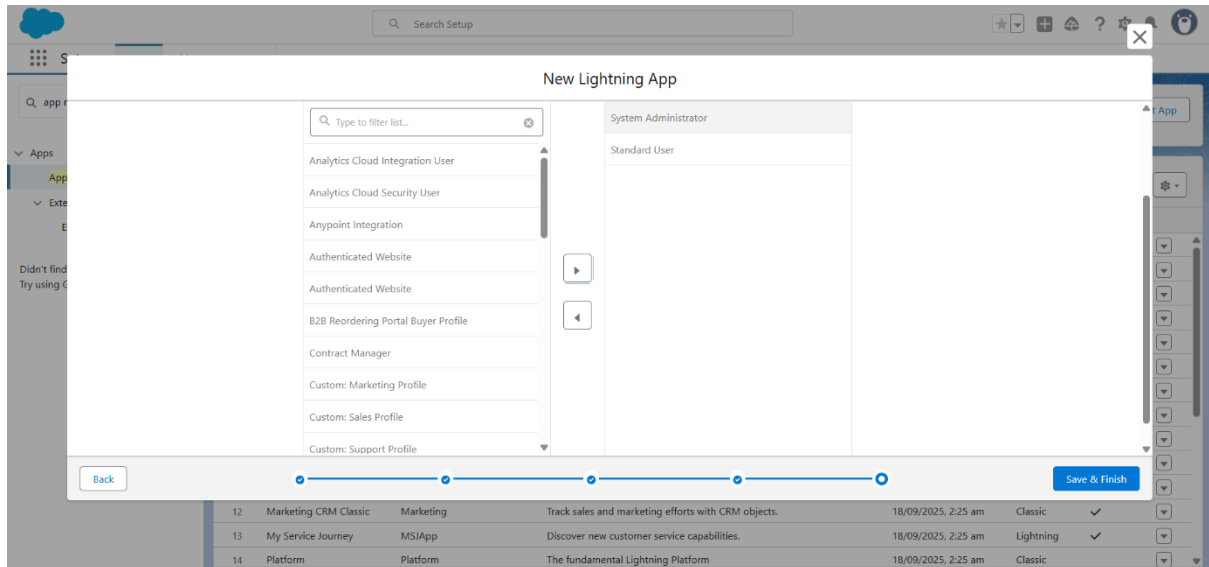 Search Setup
New Lightning App
app
Apps
App
Exte
E
Didn't find
Try using G
t App
Type to filter list...
Analytics Cloud Integration User
Analytics Cloud Security User
Anypoint Integration
Authenticated Website
Authenticated Website
B2B Reordering Portal Buyer Profile
Contract Manager
Custom: Marketing Profile
Custom: Sales Profile
Custom: Support Profile
System Administrator
Standard User
Back
Save & Finish
12 Marketing CRM Classic Marketing Track sales and marketing efforts with CRM objects. 18/09/2025, 2:25 am Classic
13 My Service Journey MSJApp Discover new customer service capabilities. 18/09/2025, 2:25 am Lightning
14 Platform Platform The fundamental Lightning Platform 18/09/2025, 2:25 am Classic